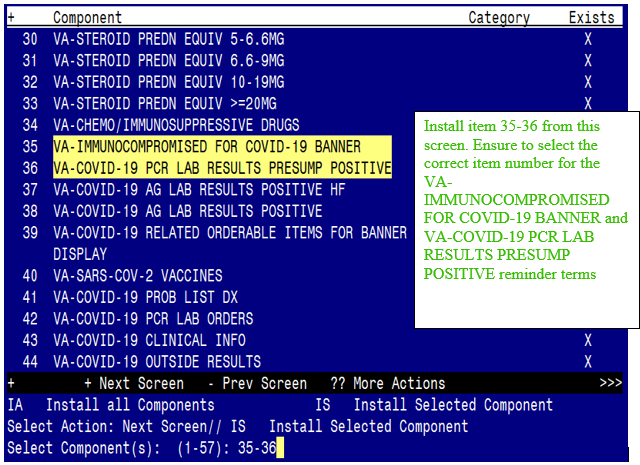 + Component Category Exists
30 VA-STEROID PREDN EQUIV 5-6.6MG X
31 VA-STEROID PREDN EQUIV 6.6-9MG X
32 VA-STEROID PREDN EQUIV 10-19MG X
33 VA-STEROID PREDN EQUIV >=20MG X
34 VA-CHEMO/IMMUNOSUPPRESSIVE DRUGS
35 VA-IMMUNOCOMPROMISED FOR COVID-19 BANNER
36 VA-COVID-19 PCR LAB RESULTS PRESUMP POSITIVE
37 VA-COVID-19 AG LAB RESULTS POSITIVE HF
38 VA-COVID-19 AG LAB RESULTS POSITIVE
39 VA-COVID-19 RELATED ORDERABLE ITEMS FOR BANNER
DISPLAY
40 VA-SARS-COV-2 VACCINES
41 VA-COVID-19 PROB LIST DX
42 VA-COVID-19 PCR LAB ORDERS
43 VA-COVID-19 CLINICAL INFO X
44 VA-COVID-19 OUTSIDE RESULTS X
Install item 35-36 from this
screen. Ensure to select the
correct item number for the
VA-
IMMUNOCOMPROMISED
FOR COVID-19 BANNER and
VA-COVID-19 PCR LAB
RESULTS PRESUMP
POSITIVE reminder terms
+ + Next Screen - Prev Screen ?? More Actions >>>
IA Install all Components IS Install Selected Component
Select Action: Next Screen// IS Install Selected Component
Select Component(s): (1-57): 35-36